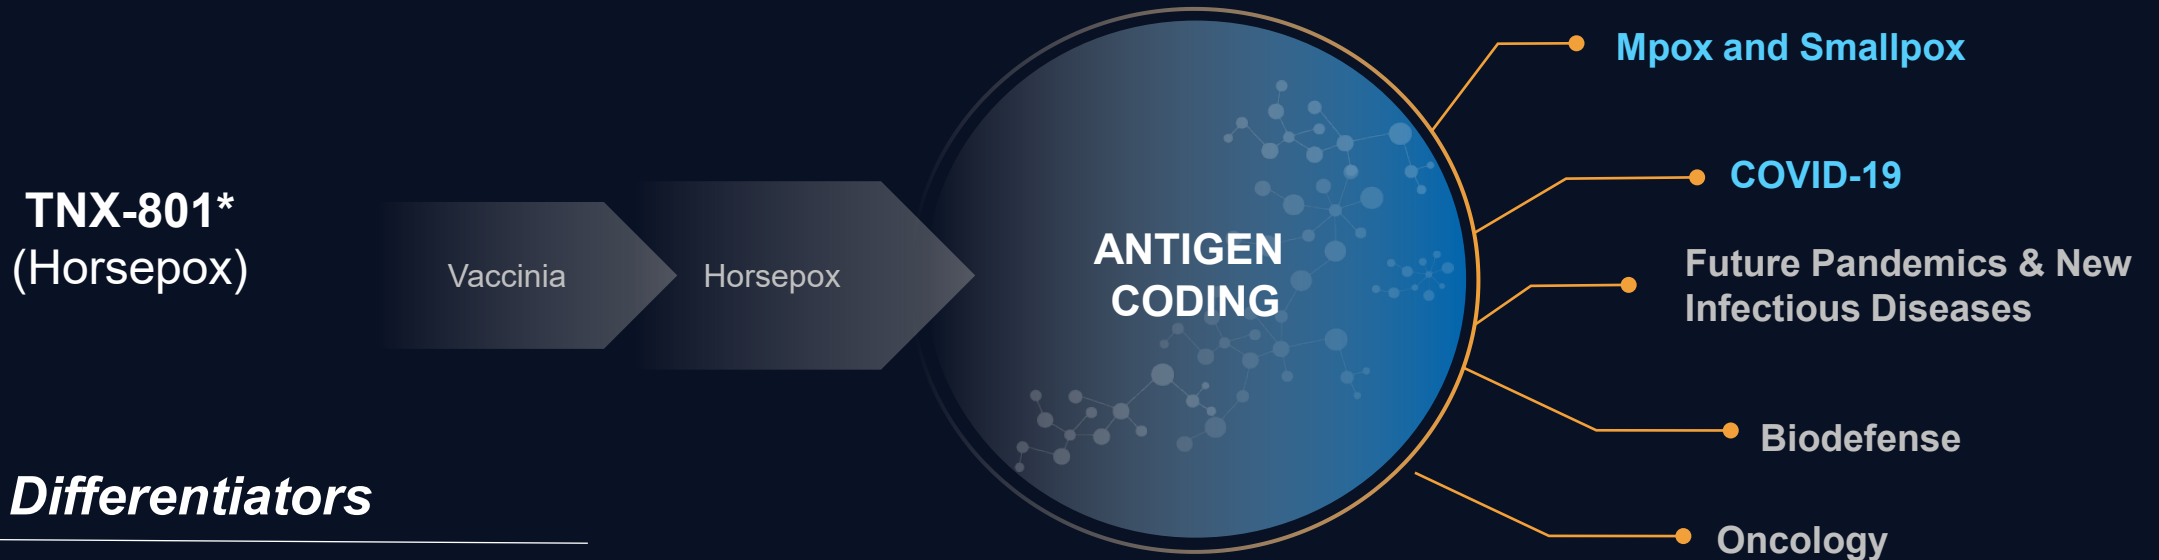 TNX-801*
(Horsepox)
Vaccinia
Horsepox
ANTIGEN
CODING
Mpox and Smallpox
COVID-19
Future Pandemics & New
Infectious Diseases
Biodefense
Oncology
Differentiators